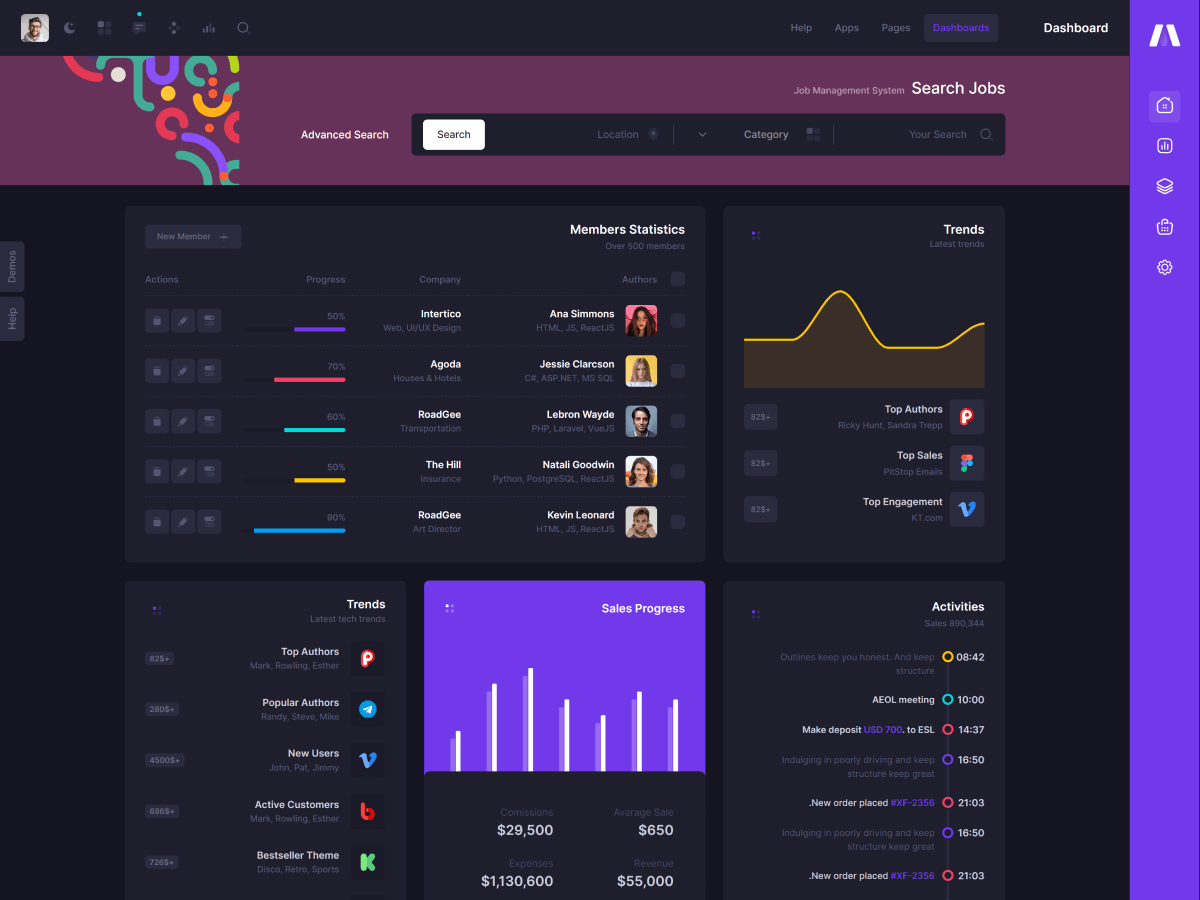 Dashboard
Dashboards
Pages
Apps
Help
Job Management System Search Jobs
Your Search
Category
Location
Search
Advanced Search
Demos
Help
Members Statistics
Over 500 members
New Member
Authors
Company
Progress
Actions
Ana Simmons
HTML, JS, ReactJS
Intertico
Web, UI/UX Design
50%
Jessie Clarcson
C#, ASP.NET, MS SQL
Agoda
Houses & Hotels
70%
Lebron Wayde
PHP, Laravel, VueJS
RoadGee
Transportation
60%
Natali Goodwin
Python, PostgreSQL, ReactJS
The Hill
Insurance
50%
Kevin Leonard
HTML, JS, ReactJS
RoadGee
Art Director
90%
Trends
Latest trends
Top Authors
Ricky Hunt, Sandra Trepp
82$+
Top Sales
PitStop Emails
82$+
Top Engagement
KT.com
82$+
Trends
Latest tech trends
Top Authors
Mark, Rowling, Esther
82$+
Popular Authors
Randy, Steve, Mike
280$+
New Users
John, Pat, Jimmy
4500$+
Active Customers
Mark, Rowling, Esther
686$+
Bestseller Theme
Disco, Retro, Sports
726$+
Sales Progress
Avarage Sale
$650
Comissions
$29,500
Revenue
$55,000
Expenses
$1,130,600
Activities
Sales 890,344
08:42
Outlines keep you honest. And keep
structure
10:00
AEOL meeting
14:37
Make deposit USD 700. to ESL
16:50
Indulging in poorly driving and keep
structure keep great
21:03
.New order placed #XF-2356
16:50
Indulging in poorly driving and keep
structure keep great
21:03
.New order placed #XF-2356